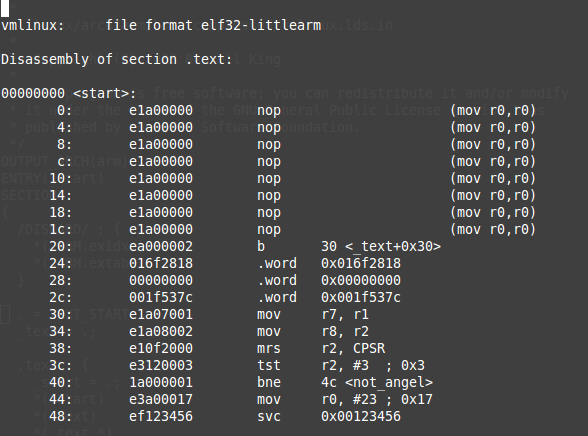 vmlinux:     file format elf32-littlearm
Disassembly of section .text:
00000000 <start>:
0: e1a00000 nop (mov r0,r0)
4: e1a00000 nop (mov r0,r0)
8: e1a00000 nop (mov r0,r0)
c: e1a00000 nop (mov r0,r0)
10: e1a00000 nop (mov r0,r0)
14: e1a00000 nop (mov r0,r0)
18: e1a00000 nop (mov r0,r0)
1c: e1a00000 nop (mov r0,r0)
20: ea000002 b 30 <_text+0x30>
24: 016f2818 .word 0x016f2818
28: 00000000 .word 0x00000000
2c: 001f537c .word 0x001f537c
30: e1a07001 mov r7, r1
34: e1a08002 mov r8, r2
38: e10f2000 mrs r2, CPSR
3c: e3120003 tst r2, #3 ; 0x3
40: 1a000001 bne 4c <not_angel>
44: e3a00017 mov r0, #23 ; 0x17
48: ef123456 svc 0x00123456